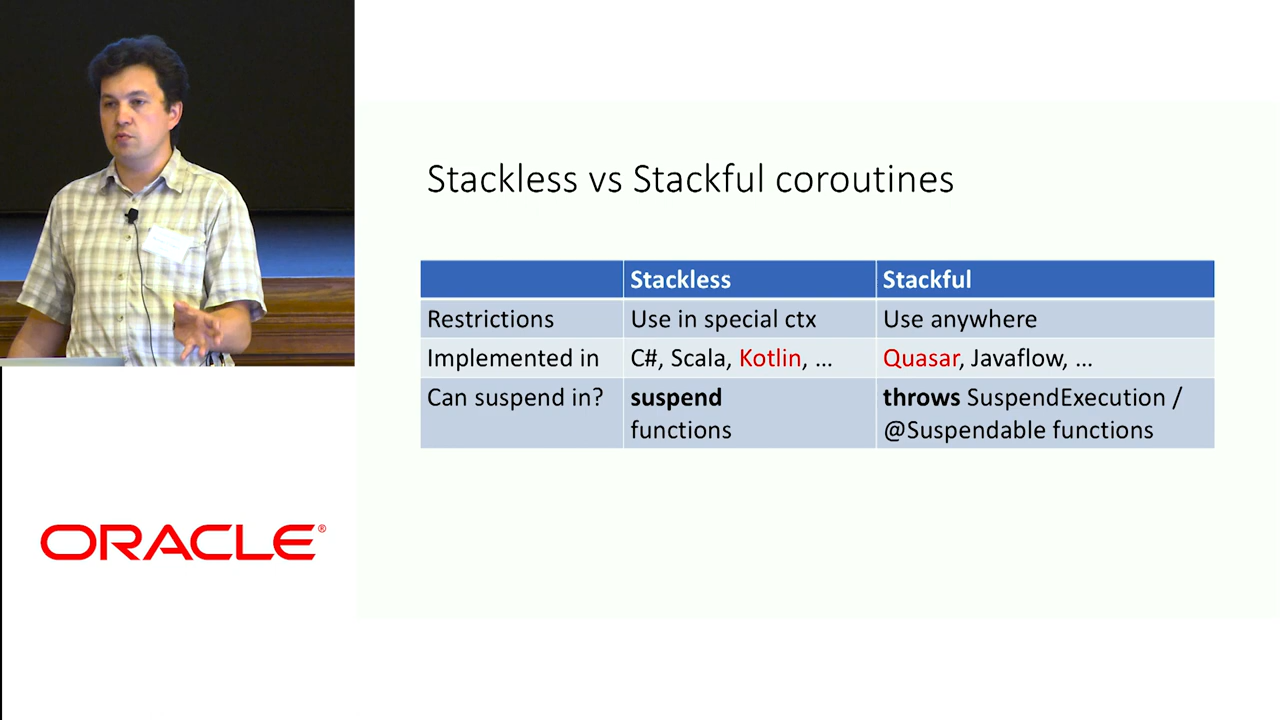 Stackless vs Stackful coroutines
Stackless Stackful
Restrictions Use in special ctx Use anywhere
Implemented in C#, Scala, Kotlin, ... Quasar, Javaflow, ...
Can suspend in? suspend throws SuspendExecution /
functions @Suspendable functions
ORACLE®